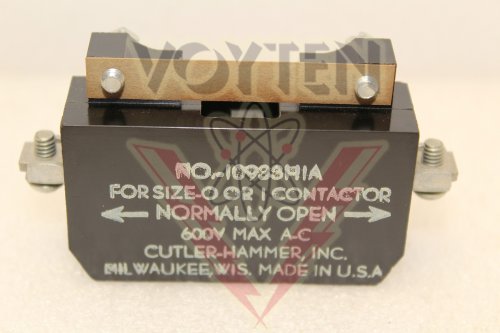 VOYTEN
NO.-10983H1A
FOR SIZE-0 OR 1 CONTACTOR
NORMALLY OPEN
600V MAX A-C
CUTLER-HAMMER, INC.
MILWAUKEE, WIS. MADE IN U.S.A